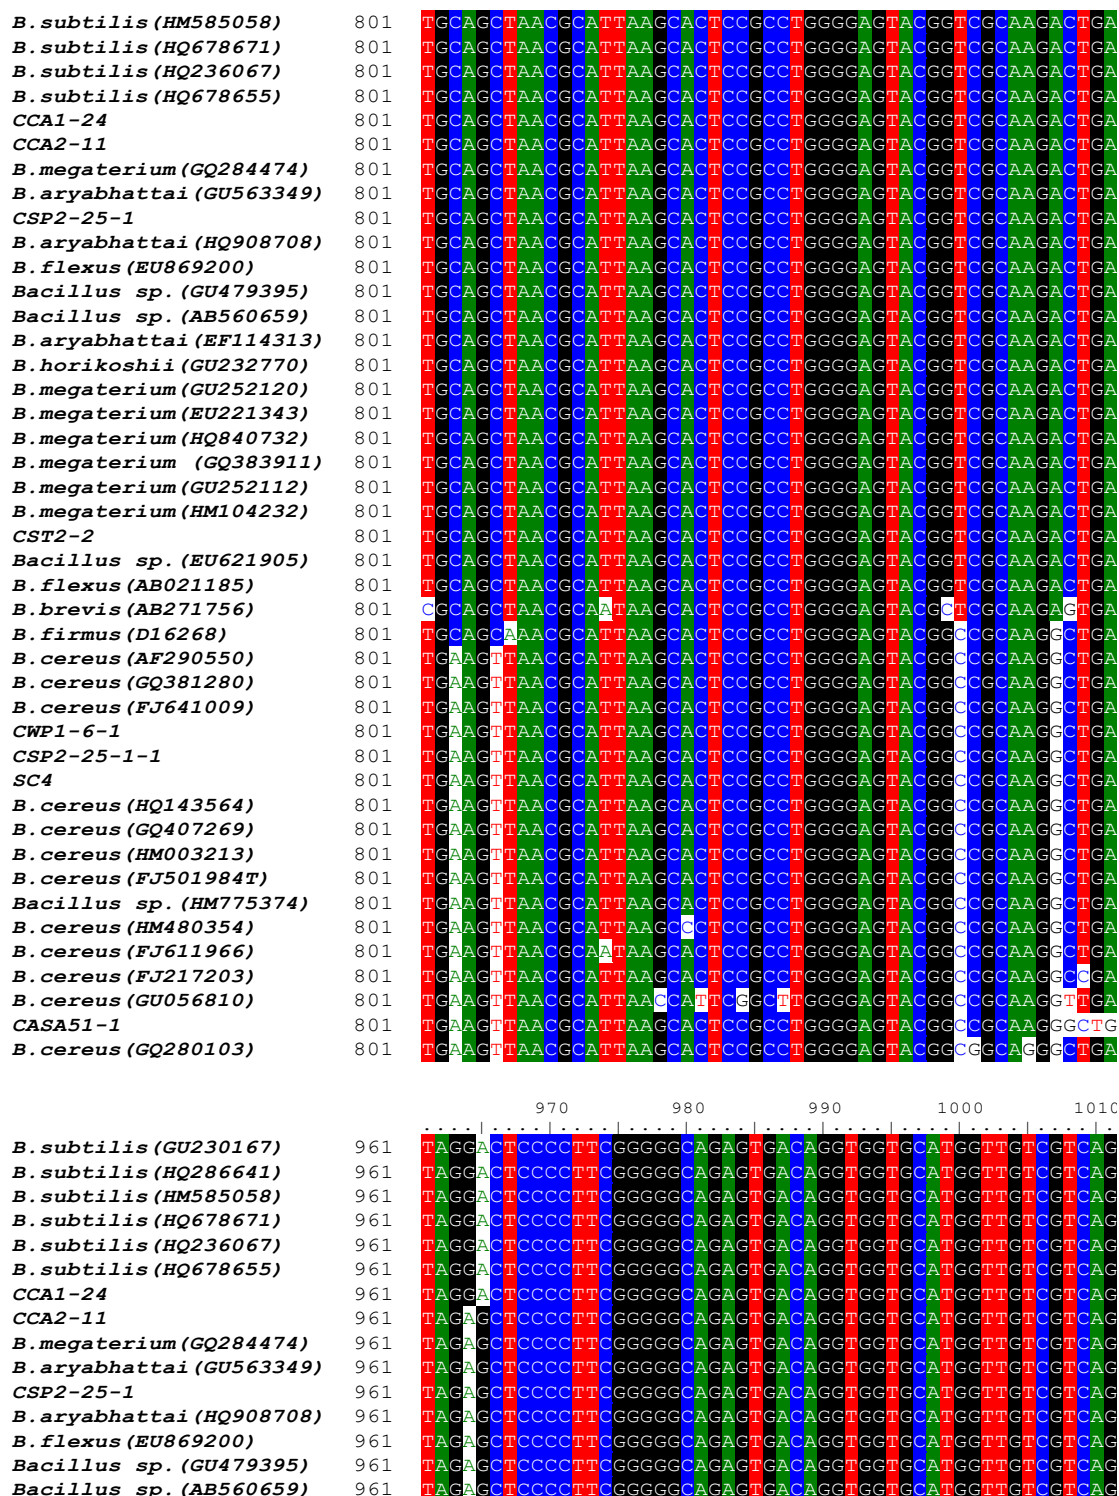 B.subtilis(HM585058) 801 TGCAGCTAACGCATTAAGCACTCCGCCTGGGGAGTACGGTCGCAAGACTGA
B.subtilis(HQ678671) 801 TGCAGCTAACGCATTAAGCACTCCGCCTGGGGAGTACGGTCGCAAGACTGA
B.subtilis(HQ236067) 801 TGCAGCTAACGCATTAAGCACTCCGCCTGGGGAGTACGGTCGCAAGACTGA
B.subtilis(HQ678655) 801 TGCAGCTAACGCATTAAGCACTCCGCCTGGGGAGTACGGTCGCAAGACTGA
CCA1-24 801 TGCAGCTAACGCATTAAGCACTCCGCCTGGGGAGTACGGTCGCAAGACTGA
CCA2-11 801 TGCAGCTAACGCATTAAGCACTCCGCCTGGGGAGTACGGTCGCAAGACTGA
B.megaterium(GQ284474) 801 TGCAGCTAACGCATTAAGCACTCCGCCTGGGGAGTACGGTCGCAAGACTGA
B.aryabhattai(GU563349) 801 TGCAGCTAACGCATTAAGCACTCCGCCTGGGGAGTACGGTCGCAAGACTGA
CSP2-25-1 801 TGCAGCTAACGCATTAAGCACTCCGCCTGGGGAGTACGGTCGCAAGACTGA
B.aryabhattai(HQ908708) 801 TGCAGCTAACGCATTAAGCACTCCGCCTGGGGAGTACGGTCGCAAGACTGA
B.flexus(EU869200) 801 TGCAGCTAACGCATTAAGCACTCCGCCTGGGGAGTACGGTCGCAAGACTGA
Bacillus sp.(GU479395) 801 TGCAGCTAACGCATTAAGCACTCCGCCTGGGGAGTACGGTCGCAAGACTGA
Bacillus sp.(AB560659) 801 TGCAGCTAACGCATTAAGCACTCCGCCTGGGGAGTACGGTCGCAAGACTGA
B.aryabhattai(EF114313) 801 TGCAGCTAACGCATTAAGCACTCCGCCTGGGGAGTACGGTCGCAAGACTGA
B.horikoshii(GU232770) 801 TGCAGCTAACGCATTAAGCACTCCGCCTGGGGAGTACGGTCGCAAGACTGA
B.megaterium(GU252120) 801 TGCAGCTAACGCATTAAGCACTCCGCCTGGGGAGTACGGTCGCAAGACTGA
B.megaterium(EU221343) 801 TGCAGCTAACGCATTAAGCACTCCGCCTGGGGAGTACGGTCGCAAGACTGA
B.megaterium(HQ840732) 801 TGCAGCTAACGCATTAAGCACTCCGCCTGGGGAGTACGGTCGCAAGACTGA
B.megaterium (GQ383911) 801 TGCAGCTAACGCATTAAGCACTCCGCCTGGGGAGTACGGTCGCAAGACTGA
B.megaterium(GU252112) 801 TGCAGCTAACGCATTAAGCACTCCGCCTGGGGAGTACGGTCGCAAGACTGA
B.megaterium(HM104232) 801 TGCAGCTAACGCATTAAGCACTCCGCCTGGGGAGTACGGTCGCAAGACTGA
CST2-2 801 TGCAGCTAACGCATTAAGCACTCCGCCTGGGGAGTACGGTCGCAAGACTGA
Bacillus sp.(EU621905) 801 TGCAGCTAACGCATTAAGCACTCCGCCTGGGGAGTACGGTCGCAAGACTGA
B.flexus(AB021185) 801 TGCAGCTAACGCATTAAGCACTCCGCCTGGGGAGTACGGTCGCAAGACTGA
B.brevis(AB271756) 801 CGCAGCTAACGCAATAAGCACTCCGCCTGGGGAGTACGCTCGCAAGAGTGA
B.firmus(D16268) 801 TGCAGCAAACGCATTAAGCACTCCGCCTGGGGAGTACGGCCGCAAGGCTGA
B.cereus(AF290550) 801 TGAAGTTAACGCATTAAGCACTCCGCCTGGGGAGTACGGCCGCAAGGCTGA
B.cereus(GQ381280) 801 TGAAGTTAACGCATTAAGCACTCCGCCTGGGGAGTACGGCCGCAAGGCTGA
B.cereus(FJ641009) 801 TGAAGTTAACGCATTAAGCACTCCGCCTGGGGAGTACGGCCGCAAGGCTGA
CWP1-6-1 801 TGAAGTTAACGCATTAAGCACTCCGCCTGGGGAGTACGGCCGCAAGGCTGA
CSP2-25-1-1 801 TGAAGTTAACGCATTAAGCACTCCGCCTGGGGAGTACGGCCGCAAGGCTGA
SC4 801 TGAAGTTAACGCATTAAGCACTCCGCCTGGGGAGTACGGCCGCAAGGCTGA
B.cereus(HQ143564) 801 TGAAGTTAACGCATTAAGCACTCCGCCTGGGGAGTACGGCCGCAAGGCTGA
B.cereus(GQ407269) 801 TGAAGTTAACGCATTAAGCACTCCGCCTGGGGAGTACGGCCGCAAGGCTGA
B.cereus(HM003213) 801 TGAAGTTAACGCATTAAGCACTCCGCCTGGGGAGTACGGCCGCAAGGCTGA
B.cereus(FJ501984T) 801 TGAAGTTAACGCATTAAGCACTCCGCCTGGGGAGTACGGCCGCAAGGCTGA
Bacillus sp.(HM775374) 801 TGAAGTTAACGCATTAAGCACTCCGCCTGGGGAGTACGGCCGCAAGGCTGA
B.cereus(HM480354) 801 TGAAGTTAACGCATTAAGCCCTCCGCCTGGGGAGTACGGCCGCAAGGCTGA
B.cereus(FJ611966) 801 TGAAGTTAACGCAATAAGCACTCCGCCTGGGGAGTACGGCCGCAAGGCTGA
B.cereus(FJ217203) 801 TGAAGTTAACGCATTAAGCACTCCGCCTGGGGAGTACGGCCGCAAGGCCGA
B.cereus(GU056810) 801 TGAAGTTAACGCATTAACCATTCGGCTTGGGGAGTACGGCCGCAAGGTTGA
CASA51-1 801 TGAAGTTAACGCATTAAGCACTCCGCCTGGGGAGTACGGCCGCAAGGGCTG
B.cereus(GQ280103) 801 TGAAGTTAACGCATTAAGCACTCCGCCTGGGGAGTACGGCGGCAGGGCTGA
970 980 990 1000 1010
B.subtilis(GU230167) 961 TAGGACTCCCCTTCGGGGGCAGAGTGACAGGTGGTGCATGGTTGTCGTCAG
B.subtilis(HQ286641) 961 TAGGACTCCCCTTCGGGGGCAGAGTGACAGGTGGTGCATGGTTGTCGTCAG
B.subtilis(HM585058) 961 TAGGACTCCCCTTCGGGGGCAGAGTGACAGGTGGTGCATGGTTGTCGTCAG
B.subtilis(HQ678671) 961 TAGGACTCCCCTTCGGGGGCAGAGTGACAGGTGGTGCATGGTTGTCGTCAG
B.subtilis(HQ236067) 961 TAGGACTCCCCTTCGGGGGCAGAGTGACAGGTGGTGCATGGTTGTCGTCAG
B.subtilis(HQ678655) 961 TAGGACTCCCCTTCGGGGGCAGAGTGACAGGTGGTGCATGGTTGTCGTCAG
CCA1-24 961 TAGGACTCCCCTTCGGGGGCAGAGTGACAGGTGGTGCATGGTTGTCGTCAG
CCA2-11 961 TAGAGCTCCCCTTCGGGGGCAGAGTGACAGGTGGTGCATGGTTGTCGTCAG
B.megaterium(GQ284474) 961 TAGAGCTCCCCTTCGGGGGCAGAGTGACAGGTGGTGCATGGTTGTCGTCAG
B.aryabhattai(GU563349) 961 TAGAGCTCCCCTTCGGGGGCAGAGTGACAGGTGGTGCATGGTTGTCGTCAG
CSP2-25-1 961 TAGAGCTCCCCTTCGGGGGCAGAGTGACAGGTGGTGCATGGTTGTCGTCAG
B.aryabhattai(HQ908708) 961 TAGAGCTCCCCTTCGGGGGCAGAGTGACAGGTGGTGCATGGTTGTCGTCAG
B.flexus(EU869200) 961 TAGAGCTCCCCTTCGGGGGCAGAGTGACAGGTGGTGCATGGTTGTCGTCAG
Bacillus sp.(GU479395) 961 TAGAGCTCCCCTTCGGGGGCAGAGTGACAGGTGGTGCATGGTTGTCGTCAG
Bacillus sp.(AB560659) 961 TAGAGCTCCCCTTCGGGGGCAGAGTGACAGGTGGTGCATGGTTGTCGTCAG